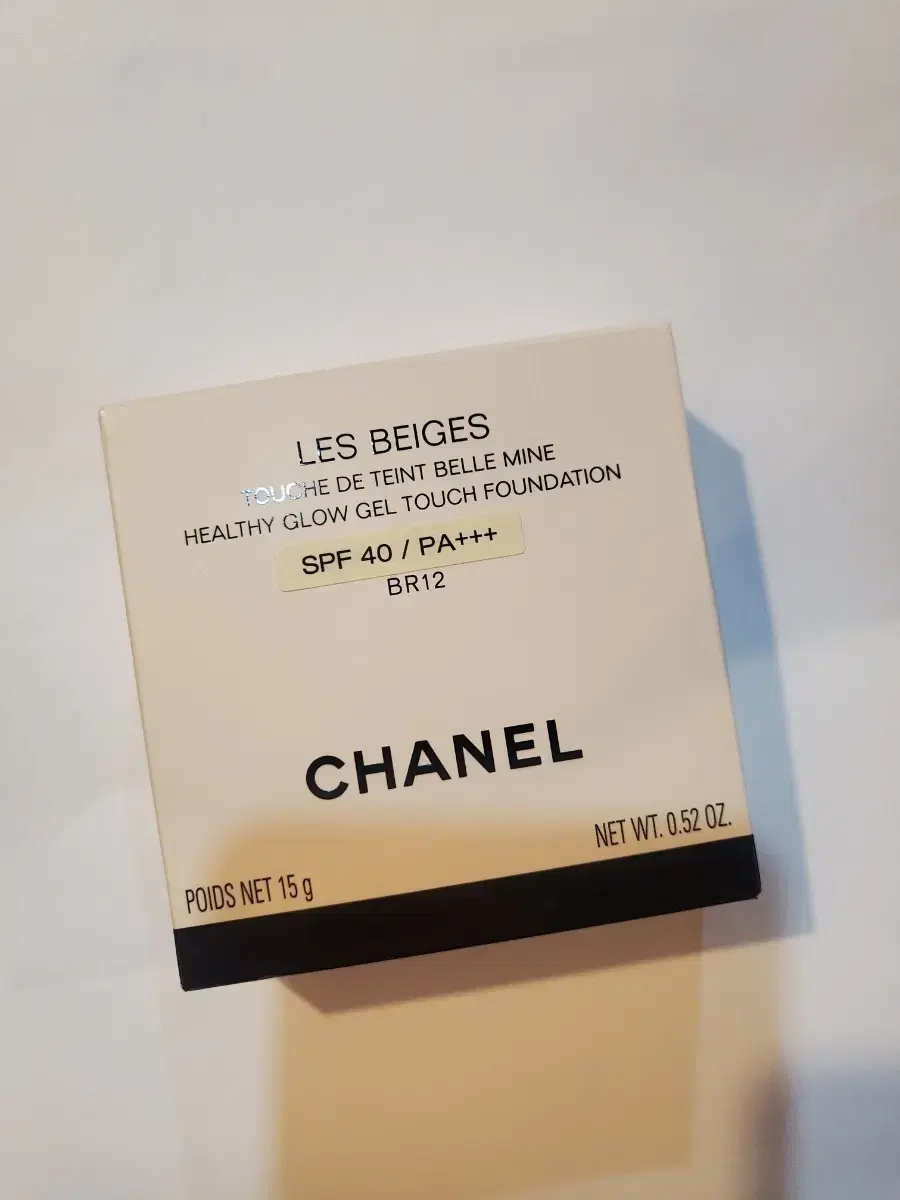 LES BEIGES
TOUCHE DE TEINT BELLE MINE
HEALTHY GLOW GEL TOUCH FOUNDATION
SPF 40 / PA+++
BR12
CHANEL
POIDS NET 15 g NET WT. 0.52 OZ.